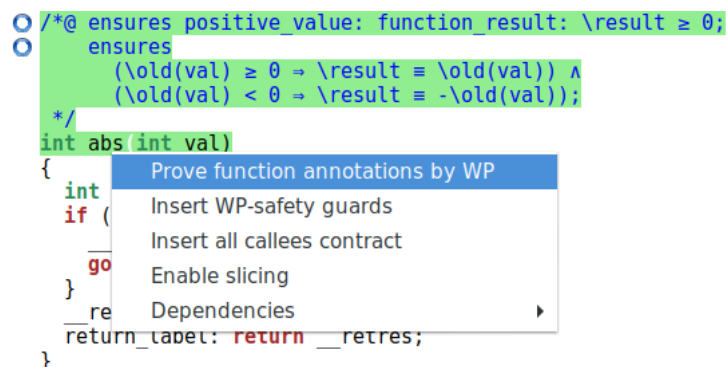 /*@ ensures positive_value: function_result: \result ≥ 0;
ensures
(\old(val) ≥ 0 ⇒ \result ≡ \old(val)) ∧
(\old(val) < 0 ⇒ \result ≡ -\old(val));
*/
int abs(int val)
{
int
if (
__
go
}
__re
return_label: return __retres;
}
Prove function annotations by WP
Insert WP-safety guards
Insert all callees contract
Enable slicing
Dependencies